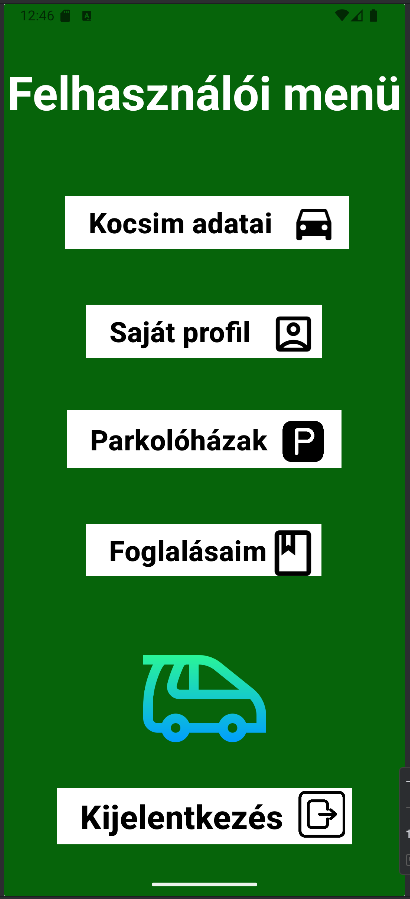 12:46 A
Felhasználói menü
Kocsim adatai
Saját profil
Parkolóházak P
Foglalásaim
Kijelentkezés